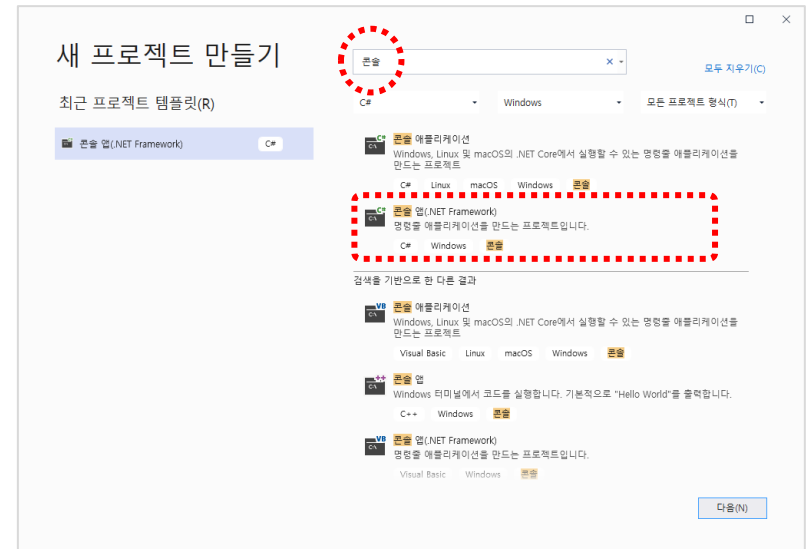 새 프로젝트 만들기
콘솔
모두 지우기(C)
최근 프로젝트 템플릿(R)
C# Windows 모든 프로젝트 형식(T)
콘솔 앱(.NET Framework) C#
C# 콘솔 애플리케이션
Windows, Linux 및 macOS의 .NET Core에서 실행할 수 있는 명령줄 애플리케이션을
만드는 프로젝트
C# Linux macOS Windows 콘솔
C# 콘솔 앱(.NET Framework)
명령줄 애플리케이션을 만드는 프로젝트입니다.
C# Windows 콘솔
검색을 기반으로 한 다른 결과
VB 콘솔 애플리케이션
Windows, Linux 및 macOS의 .NET Core에서 실행할 수 있는 명령줄 애플리케이션을
만드는 프로젝트
Visual Basic Linux macOS Windows 콘솔
++ 콘솔 앱
Windows 터미널에서 코드를 실행합니다. 기본적으로 "Hello World"를 출력합니다.
C++ Windows 콘솔
VB 콘솔 앱(.NET Framework)
명령줄 애플리케이션을 만드는 프로젝트입니다.
Visual Basic Windows 콘솔
다음(N)